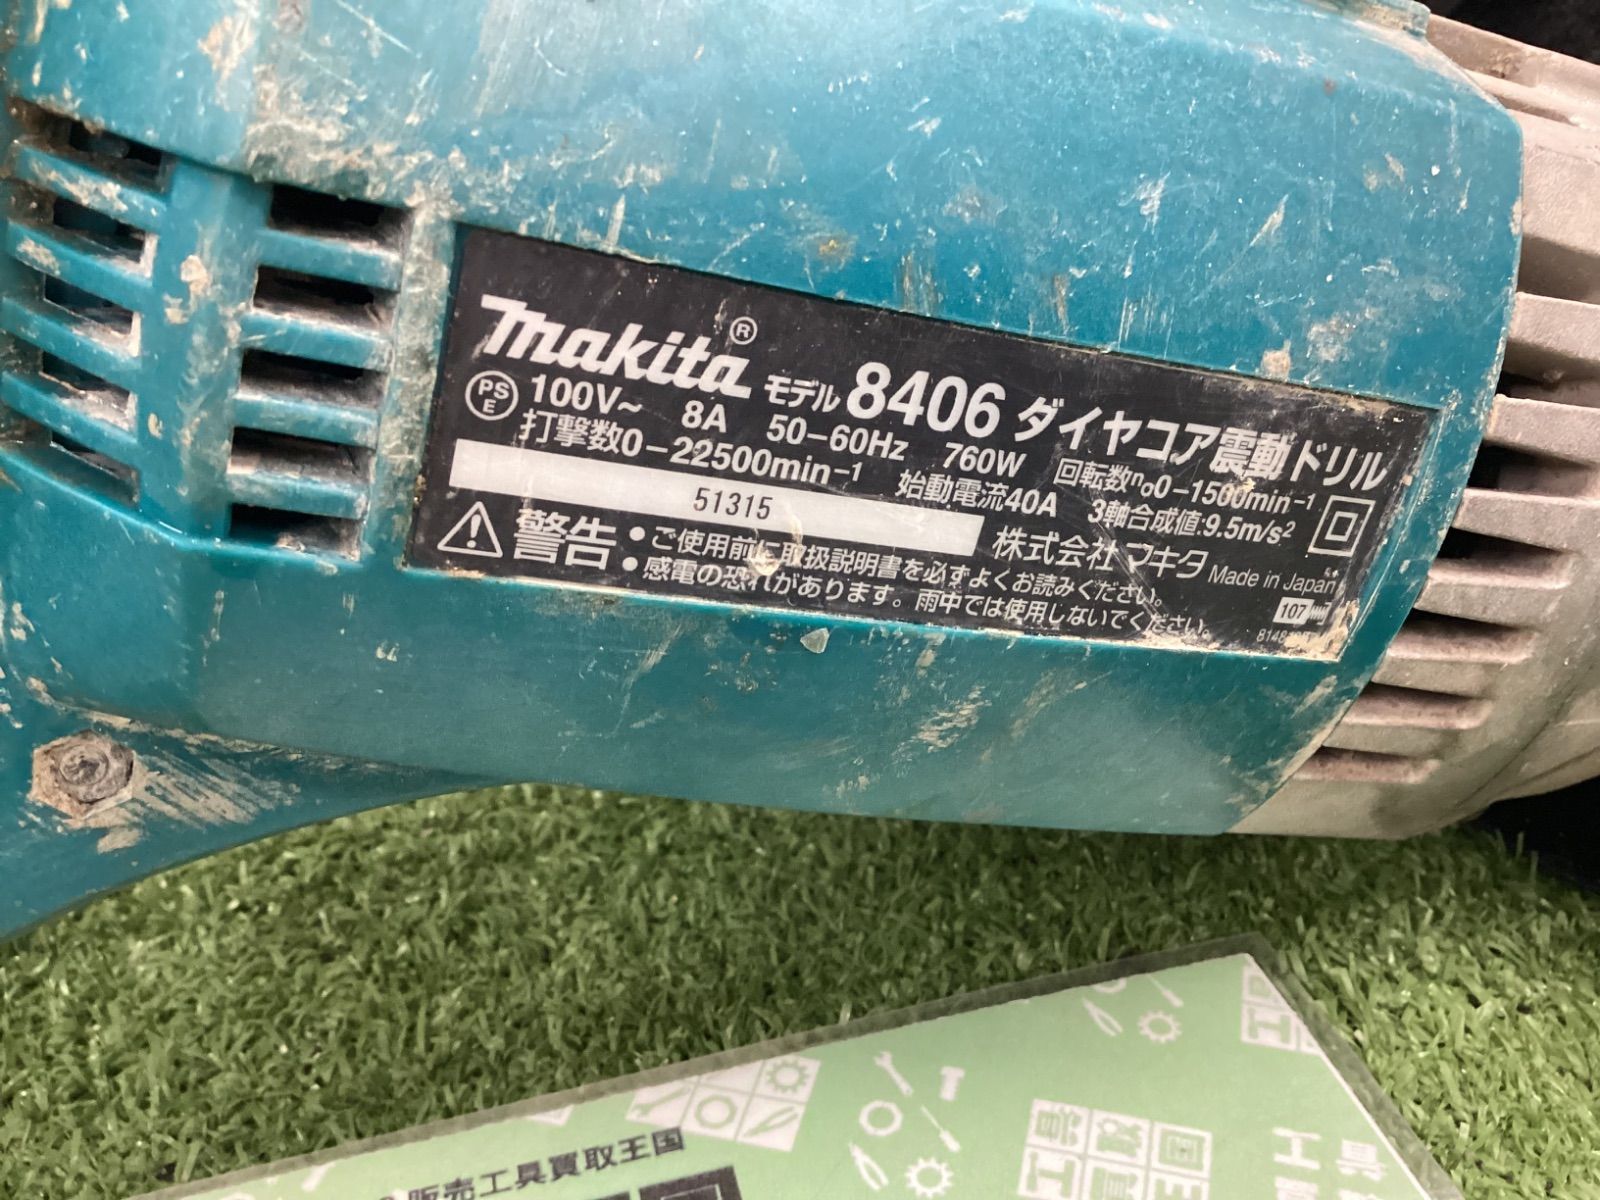 makita® モデル 8406 ダイヤコア震動ドリル
PSE 100V~ 8A 50-60Hz 760W 回転数n₀0-1500min⁻¹
打撃数0-22500min⁻¹ 始動電流40A 3軸合成値:9.5m/s²
51315 株式会社 マキタ Made in Japan
警告 ●ご使用前に取扱説明書を必ずよくお読みください。
●感電の恐れがあります。雨中では使用しないでください。
107
販売工具買取王国